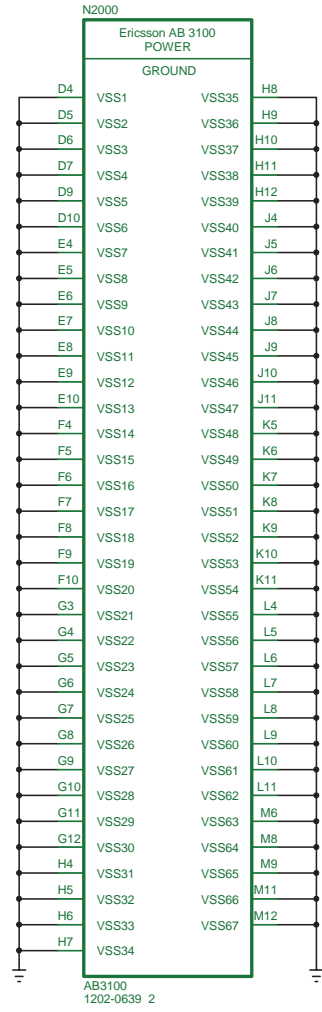 N2000
Ericsson AB 3100
POWER
GROUND
D4 VSS1 VSS35 H8
D5 VSS2 VSS36 H9
D6 VSS3 VSS37 H10
D7 VSS4 VSS38 H11
D9 VSS5 VSS39 H12
D10 VSS6 VSS40 J4
E4 VSS7 VSS41 J5
E5 VSS8 VSS42 J6
E6 VSS9 VSS43 J7
E7 VSS10 VSS44 J8
E8 VSS11 VSS45 J9
E9 VSS12 VSS46 J10
E10 VSS13 VSS47 J11
F4 VSS14 VSS48 K5
F5 VSS15 VSS49 K6
F6 VSS16 VSS50 K7
F7 VSS17 VSS51 K8
F8 VSS18 VSS52 K9
F9 VSS19 VSS53 K10
F10 VSS20 VSS54 K11
G3 VSS21 VSS55 L4
G4 VSS22 VSS56 L5
G5 VSS23 VSS57 L6
G6 VSS24 VSS58 L7
G7 VSS25 VSS59 L8
G8 VSS26 VSS60 L9
G9 VSS27 VSS61 L10
G10 VSS28 VSS62 L11
G11 VSS29 VSS63 M6
G12 VSS30 VSS64 M8
H4 VSS31 VSS65 M9
H5 VSS32 VSS66 M11
H6 VSS33 VSS67 M12
H7 VSS34
AB3100
1202-0639 2